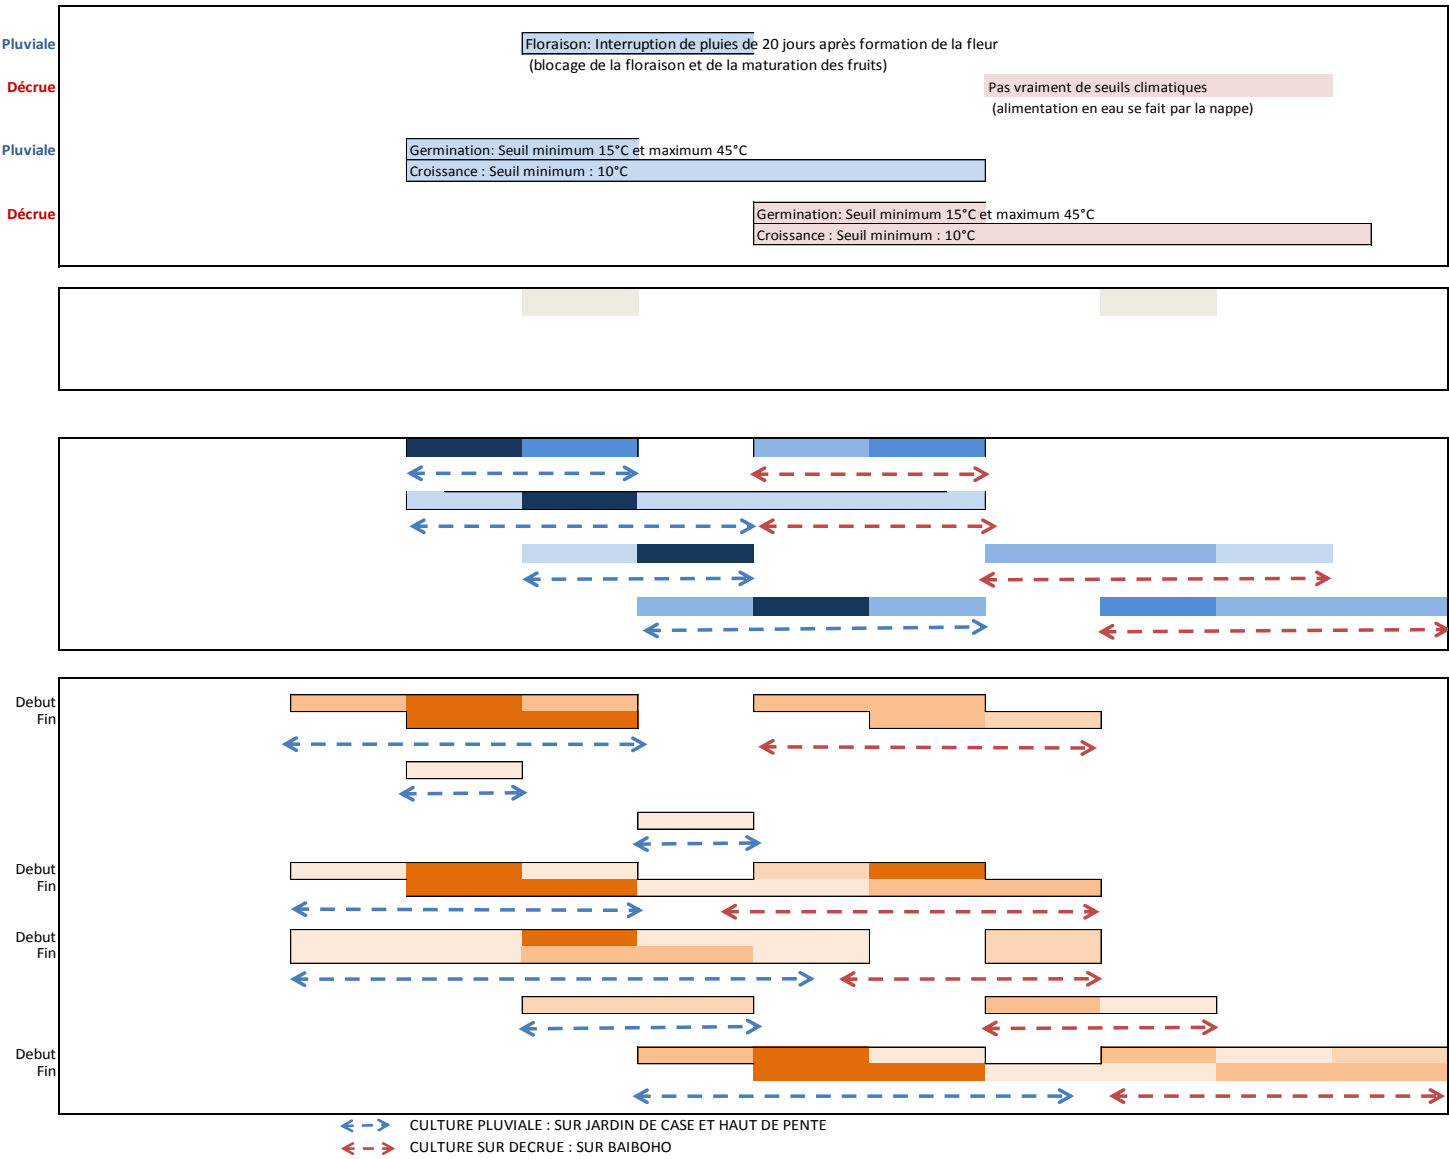 Pluviale
Floraison: Interruption de pluies de 20 jours après formation de la fleur
(blocage de la floraison et de la maturation des fruits)
Décrue
Pas vraiment de seuils climatiques
(alimentation en eau se fait par la nappe)
Pluviale
Germination: Seuil minimum 15°C et maximum 45°C
Croissance : Seuil minimum : 10°C
Décrue
Germination: Seuil minimum 15°C et maximum 45°C
Croissance : Seuil minimum : 10°C
Debut
Fin
Debut
Fin
Debut
Fin
Debut
Fin
CULTURE PLUVIALE : SUR JARDIN DE CASE ET HAUT DE PENTE
CULTURE SUR DECRUE : SUR BAIBOHO